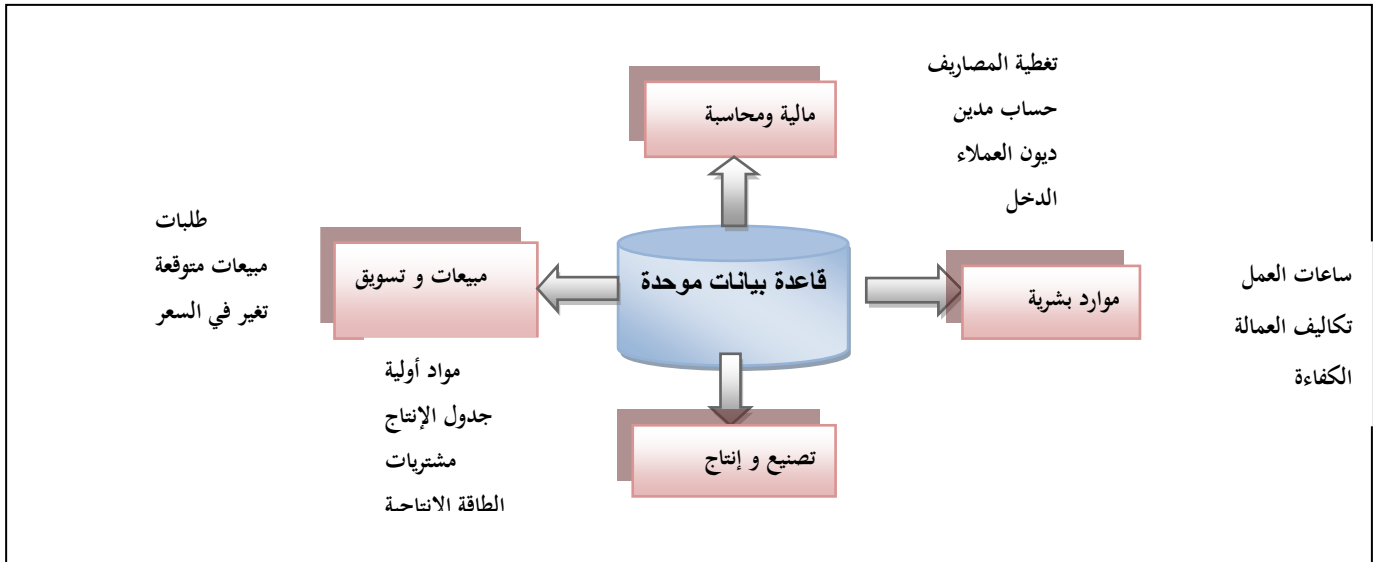 تغطية المصاريف
حساب مدين
ديون العملاء
الدخل
مالية ومحاسبة
طلبات
مبيعات متوقعة
تغير في السعر
مبيعات و تسويق
قاعدة بيانات موحدة
موارد بشرية
ساعات العمل
تكاليف العمالة
الكفاءة
مواد أولية
جدول الإنتاج
مشتريات
الطاقة الانتاجية
تصنيع و إنتاج